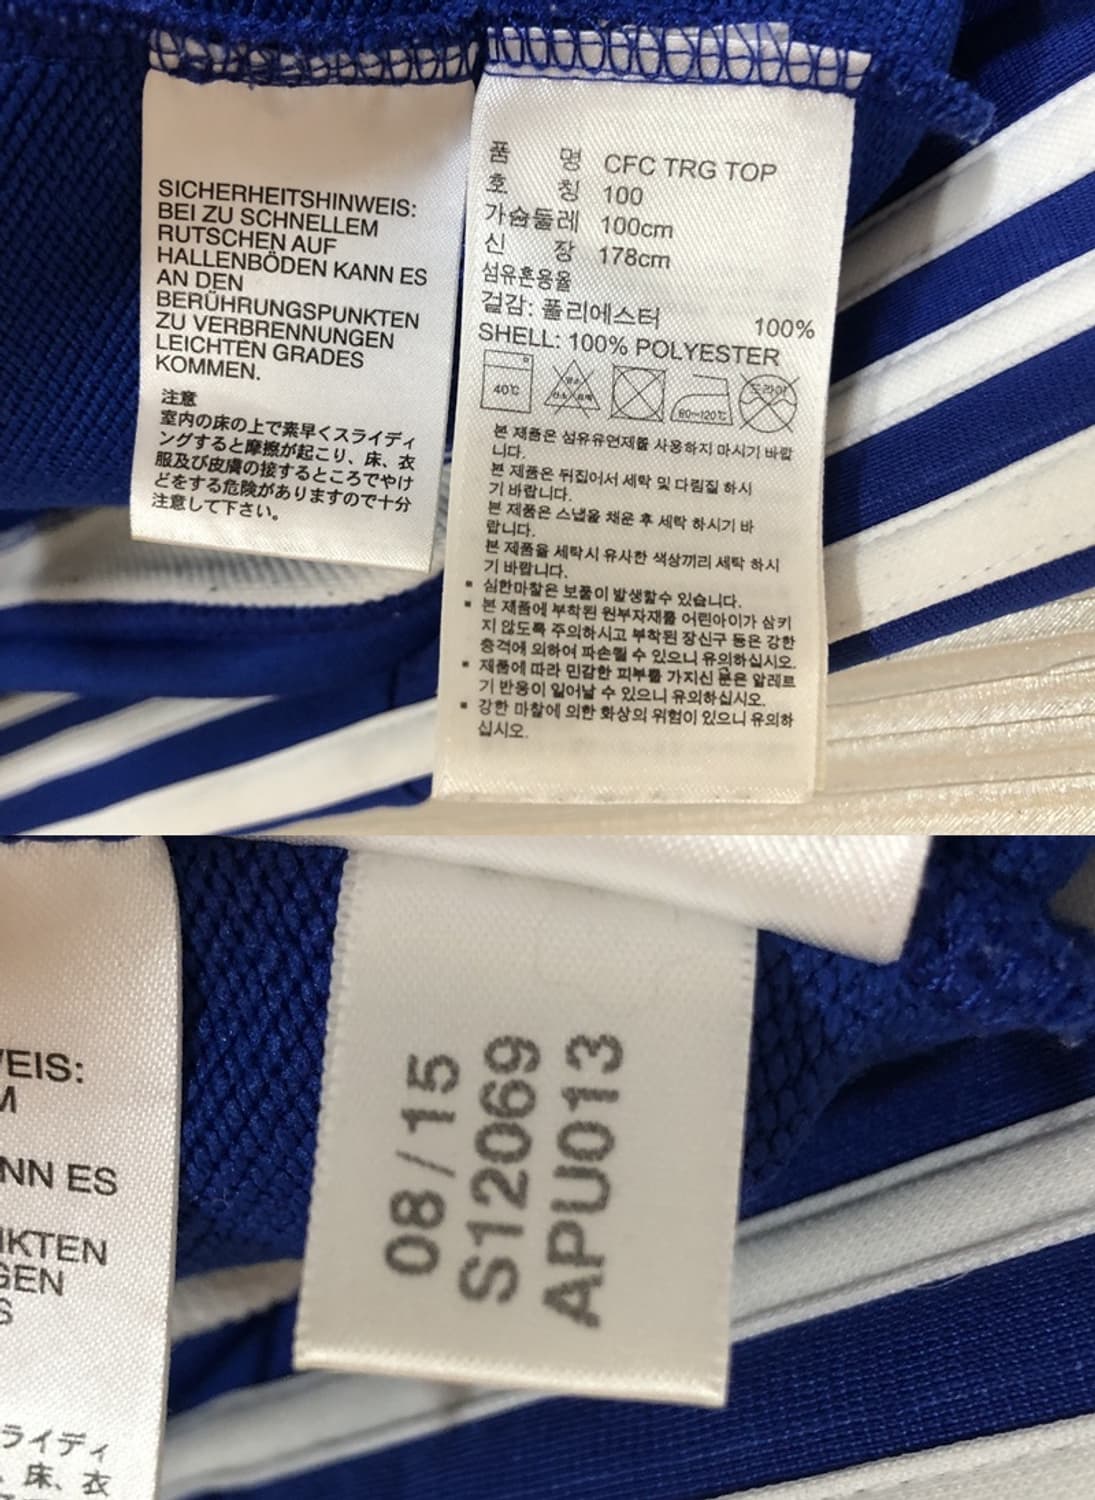 SICHERHEITSHINWEIS:
BEI ZU SCHNELLEM
RUTSCHEN AUF
HALLENBÖDEN KANN ES
AN DEN
BERÜHRUNGSPUNKTEN
ZU VERBRENNUNGEN
LEICHTEN GRADES
KOMMEN.
注意
室内の床の上で素早くスライディ
ングすると摩擦が起こり、床、衣
服及び皮膚の接するところでやけ
どをする危険がありますので十分
注意して下さい。
품 명 CFC TRG TOP
호 칭 100
가슴둘레 100cm
신 장 178cm
섬유혼용율
겉감: 폴리에스터 100%
SHELL: 100% POLYESTER
40℃
80~120℃
드라이
본 제품은 섬유유연제를 사용하지 마시기 바랍
니다.
본 제품은 뒤집어서 세탁 및 다림질 하시
기 바랍니다.
본 제품은 스냅을 채운 후 세탁 하시기 바
랍니다.
본 제품을 세탁시 유사한 색상끼리 세탁 하시
기 바랍니다.
▪ 심한마찰은 보풀이 발생할수 있습니다.
▪ 본 제품에 부착된 원부자재를 어린아이가 삼키
지 않도록 주의하시고 부착된 장신구 등은 강한
충격에 의하여 파손될 수 있으니 유의하십시오.
▪ 제품에 따라 민감한 피부를 가지신 분은 알레르
기 반응이 일어날 수 있으니 유의하십시오.
▪ 강한 마찰에 의한 화상의 위험이 있으니 유의하
십시오.
EIS:
M
NN ES
KTEN
GEN
S
ライディ
、床、衣
08/15
S12069
APU013